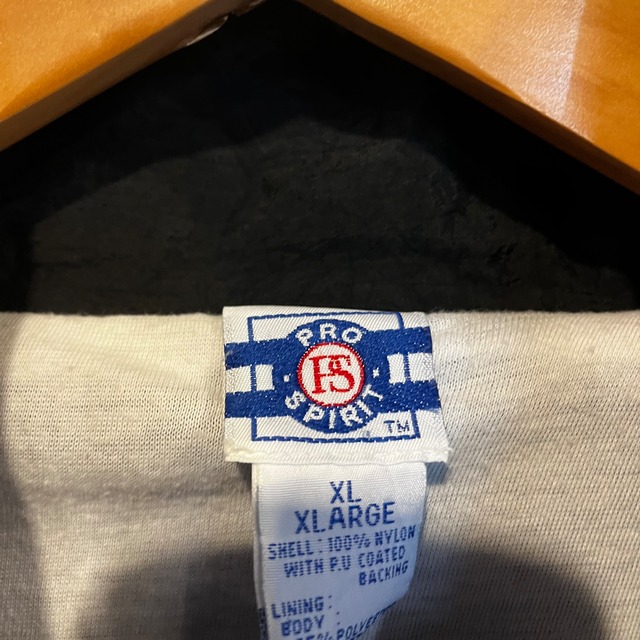 PRO
PS
SPIRIT
TM
XL
XLARGE
SHELL: 100% NYLON
WITH P.U COATED
BACKING
LINING:
BODY: